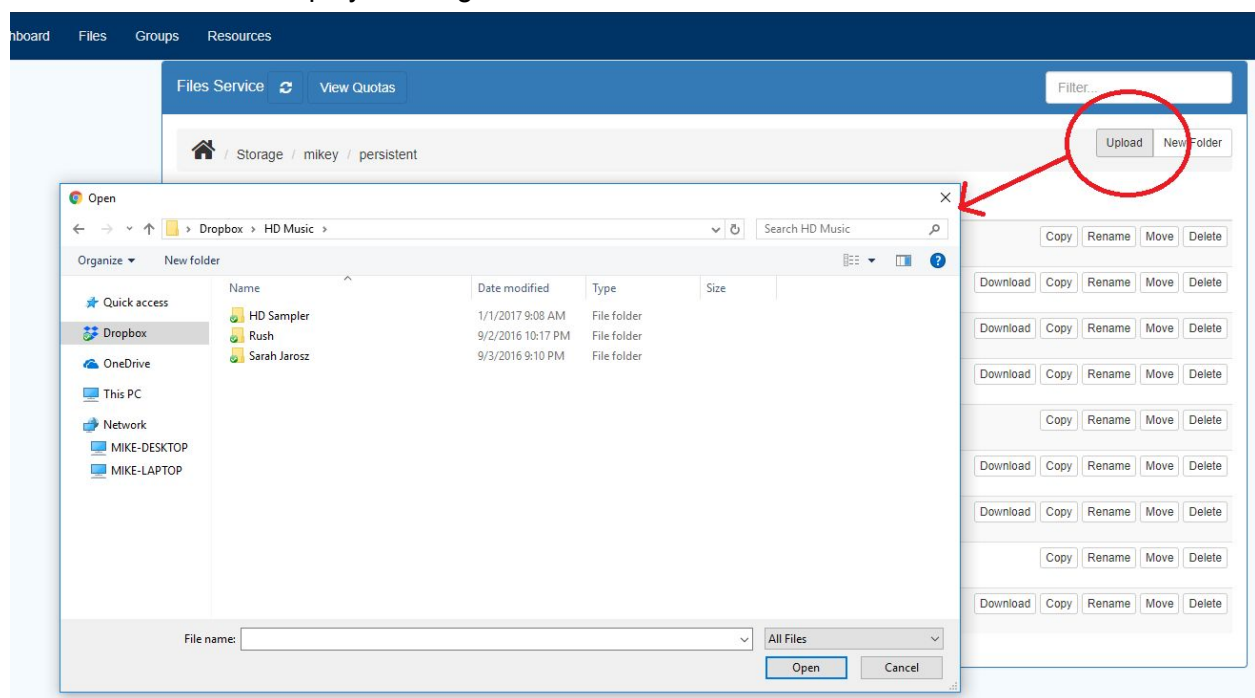 hboard Files Groups Resources
Files Service View Quotas Filter...
/ Storage / mikey / persistent Upload New Folder
Open
Dropbox > HD Music > Search HD Music
Organize New folder
Name Date modified Type Size
Quick access
Dropbox
OneDrive
This PC
Network
MIKE-DESKTOP
MIKE-LAPTOP
HD Sampler 1/1/2017 9:08 AM File folder
Rush 9/2/2016 10:17 PM File folder
Sarah Jarosz 9/3/2016 9:10 PM File folder
Copy Rename Move Delete
Download Copy Rename Move Delete
Download Copy Rename Move Delete
Download Copy Rename Move Delete
Copy Rename Move Delete
Download Copy Rename Move Delete
Download Copy Rename Move Delete
Copy Rename Move Delete
Download Copy Rename Move Delete
File name: All Files
Open Cancel